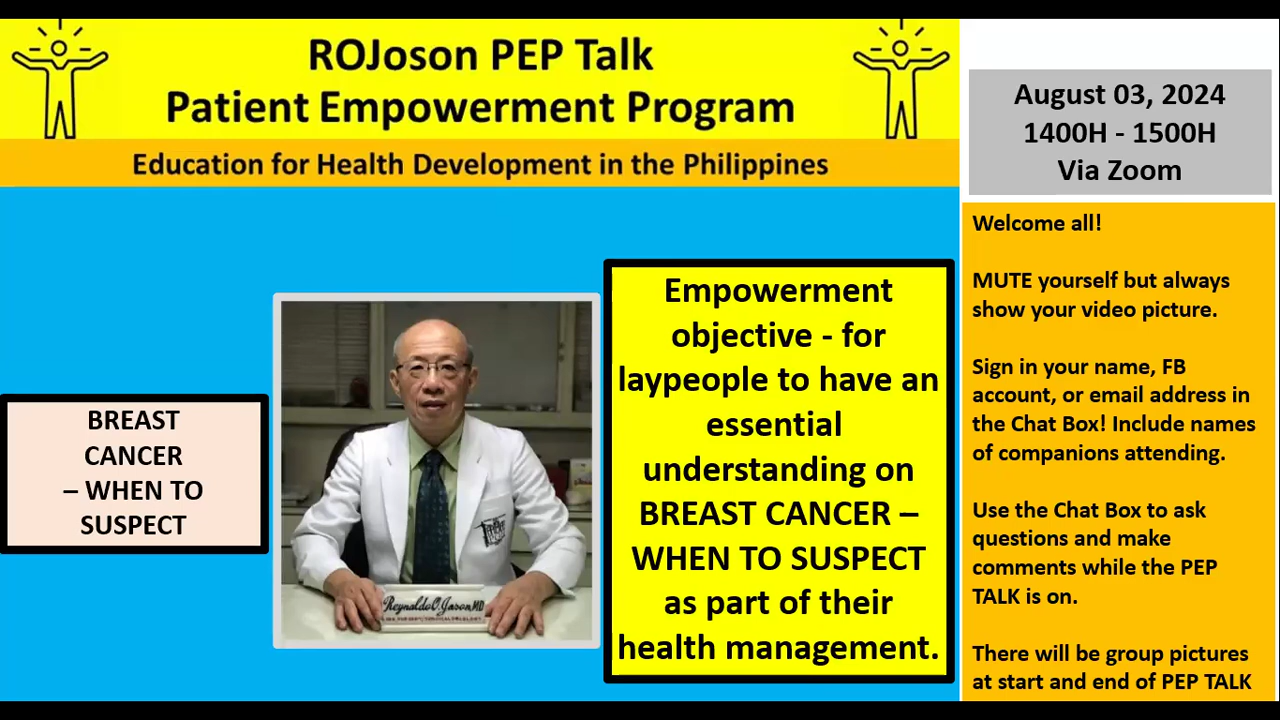 ROJoson PEP Talk
Patient Empowerment Program
Education for Health Development in the Philippines
BREAST
CANCER
– WHEN TO
SUSPECT
Reynaldo O. Joson, MD
Empowerment
objective - for
laypeople to have an
essential
understanding on
BREAST CANCER –
WHEN TO SUSPECT
as part of their
health management.
August 03, 2024
1400H - 1500H
Via Zoom
Welcome all!
MUTE yourself but always
show your video picture.
Sign in your name, FB
account, or email address in
the Chat Box! Include names
of companions attending.
Use the Chat Box to ask
questions and make
comments while the PEP
TALK is on.
There will be group pictures
at start and end of PEP TALK